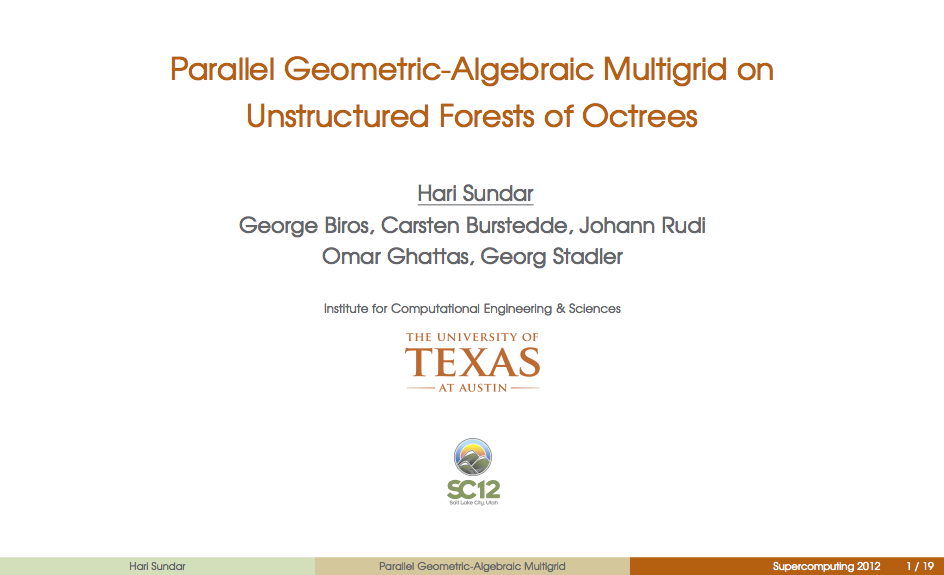 Parallel Geometric-Algebraic Multigrid on
Unstructured Forests of Octrees
Hari Sundar
George Biros, Carsten Burstedde, Johann Rudi
Omar Ghattas, Georg Stadler
Institute for Computational Engineering & Sciences
THE UNIVERSITY OF
TEXAS
AT AUSTIN
SC12
Salt Lake City, Utah
Hari Sundar
Parallel Geometric-Algebraic Multigrid
Supercomputing 2012
1 / 19